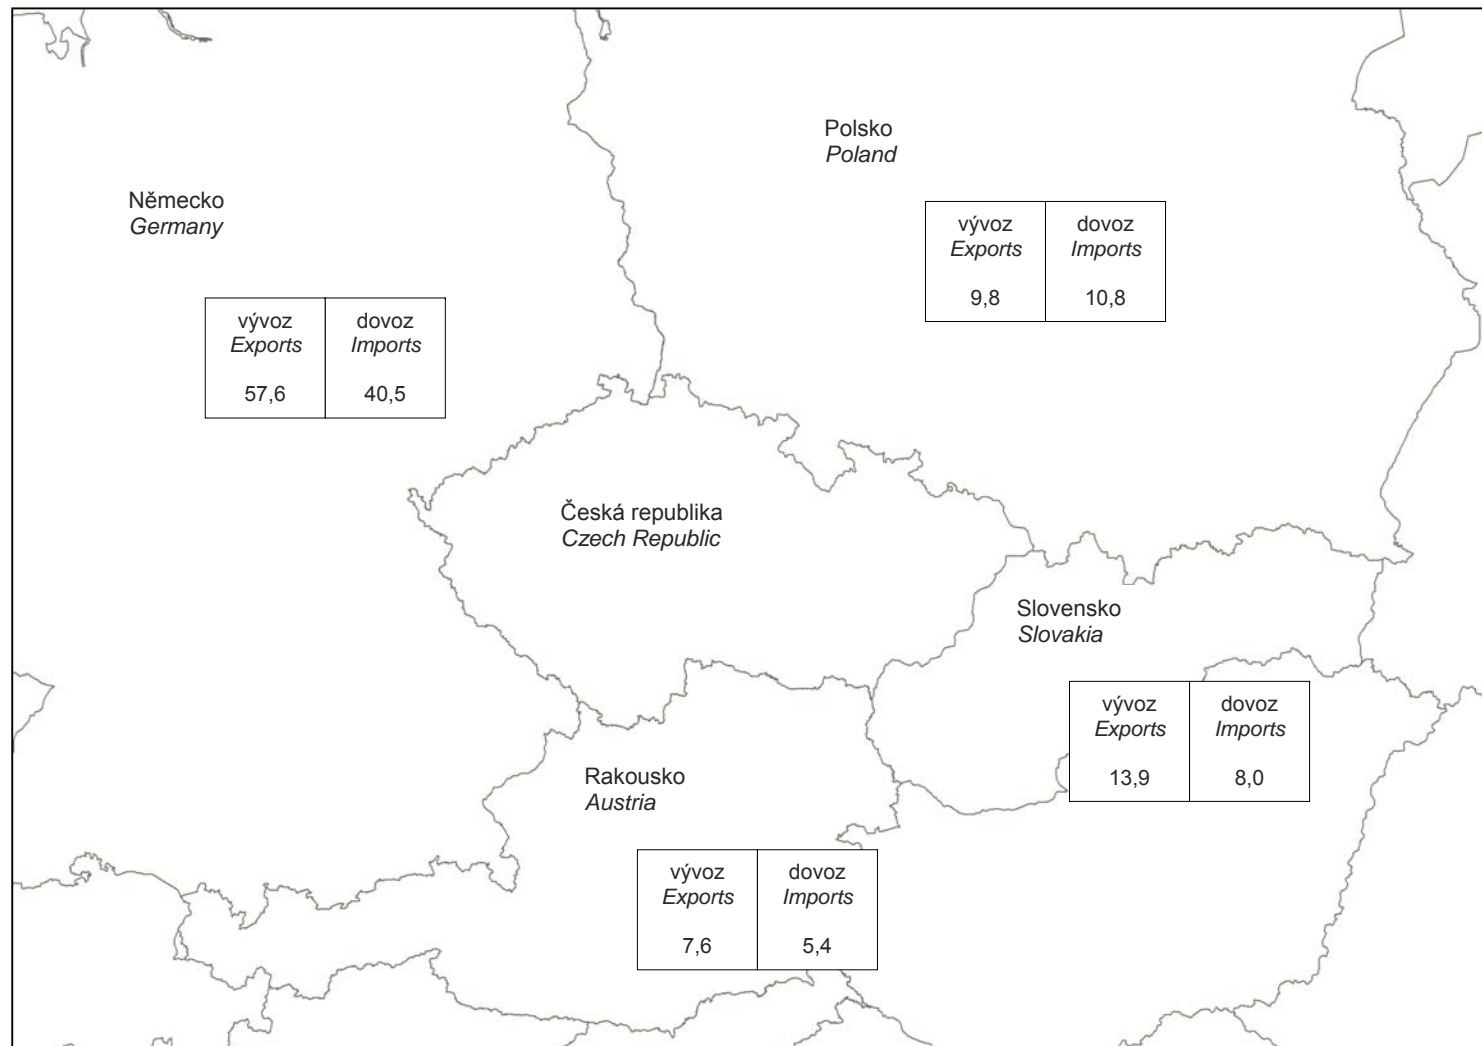 Polsko
Poland
Německo
Germany
vývoz
Exports
9,8
dovoz
Imports
10,8
vývoz
Exports
57,6
dovoz
Imports
40,5
Česká republika
Czech Republic
Slovensko
Slovakia
vývoz
Exports
13,9
dovoz
Imports
8,0
Rakousko
Austria
vývoz
Exports
7,6
dovoz
Imports
5,4